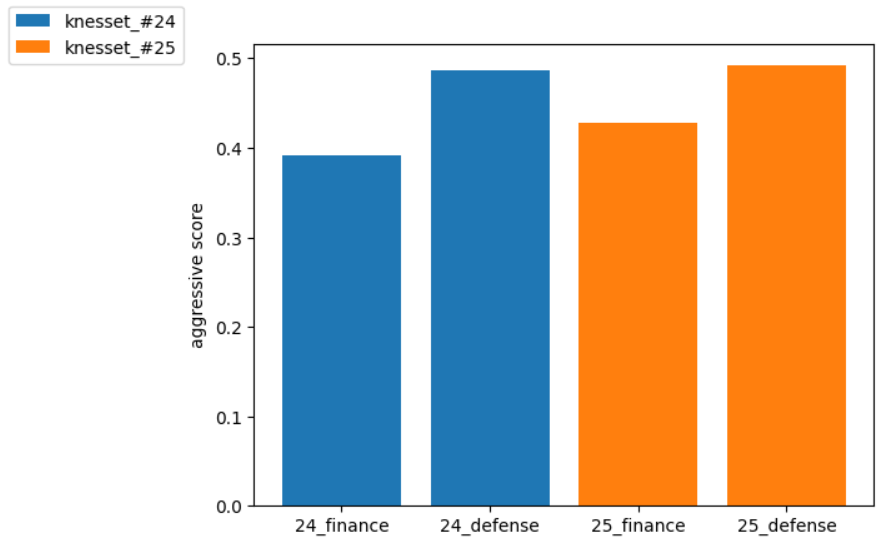 knesset_#24
knesset_#25
aggressive score
0.5
0.4
0.3
0.2
0.1
0.0
24_finance
24_defense
25_finance
25_defense